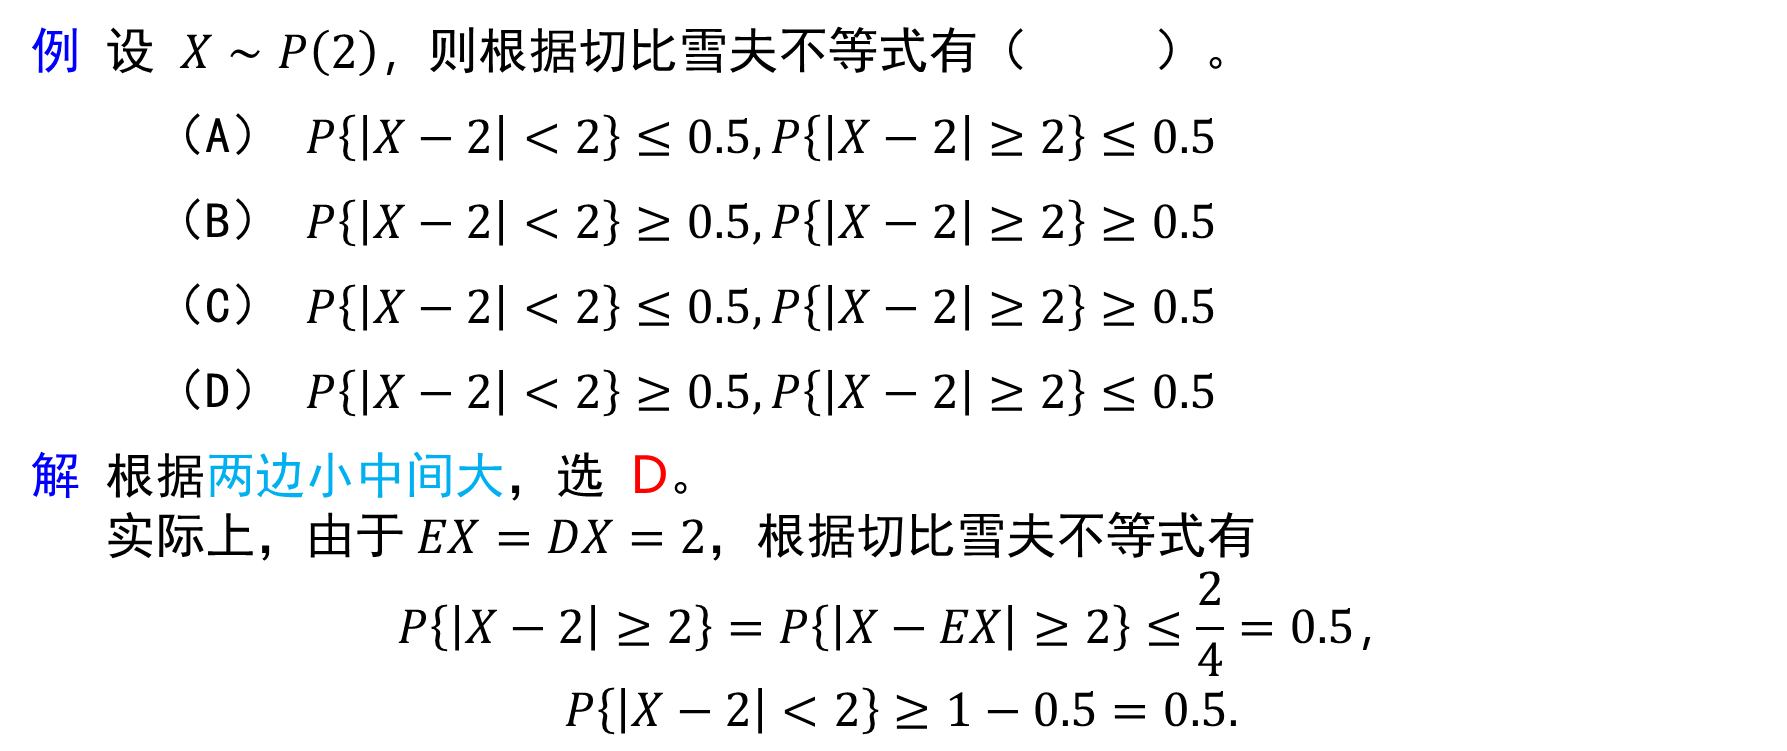 例 设 X ~ P(2), 则根据切比雪夫不等式有（ ）。
（A） P{|X − 2| < 2} ≤ 0.5, P{|X − 2| ≥ 2} ≤ 0.5
（B） P{|X − 2| < 2} ≥ 0.5, P{|X − 2| ≥ 2} ≥ 0.5
（C） P{|X − 2| < 2} ≤ 0.5, P{|X − 2| ≥ 2} ≥ 0.5
（D） P{|X − 2| < 2} ≥ 0.5, P{|X − 2| ≥ 2} ≤ 0.5
解 根据两边小中间大，选 D。
实际上，由于 EX = DX = 2，根据切比雪夫不等式有
P{|X − 2| ≥ 2} = P{|X − EX| ≥ 2} ≤ 2/4 = 0.5,
P{|X − 2| < 2} ≥ 1 − 0.5 = 0.5.